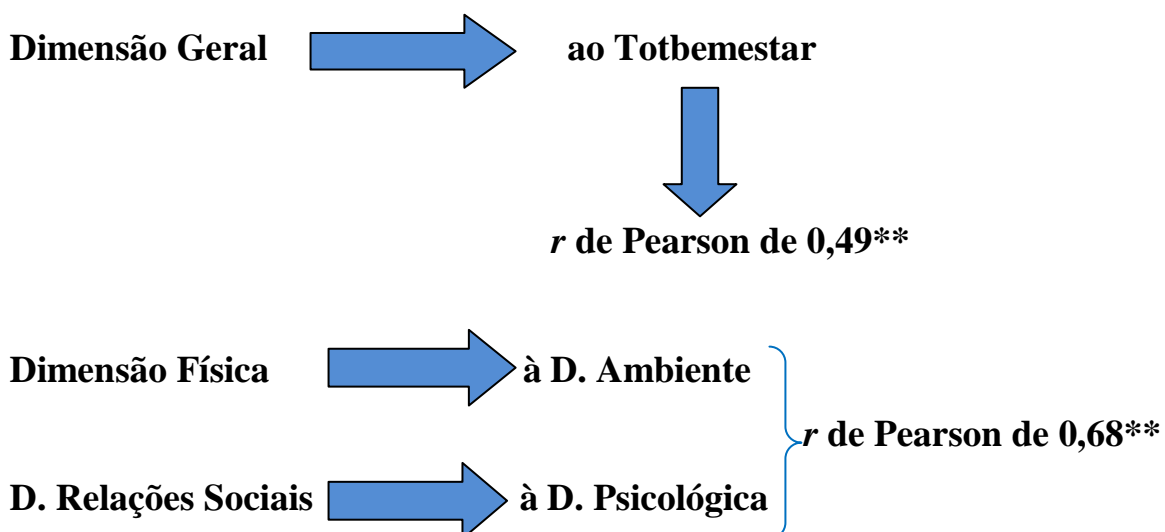 Dimensão Geral ao Totbemestar
r de Pearson de 0,49**
Dimensão Física à D. Ambiente
r de Pearson de 0,68**
D. Relações Sociais à D. Psicológica